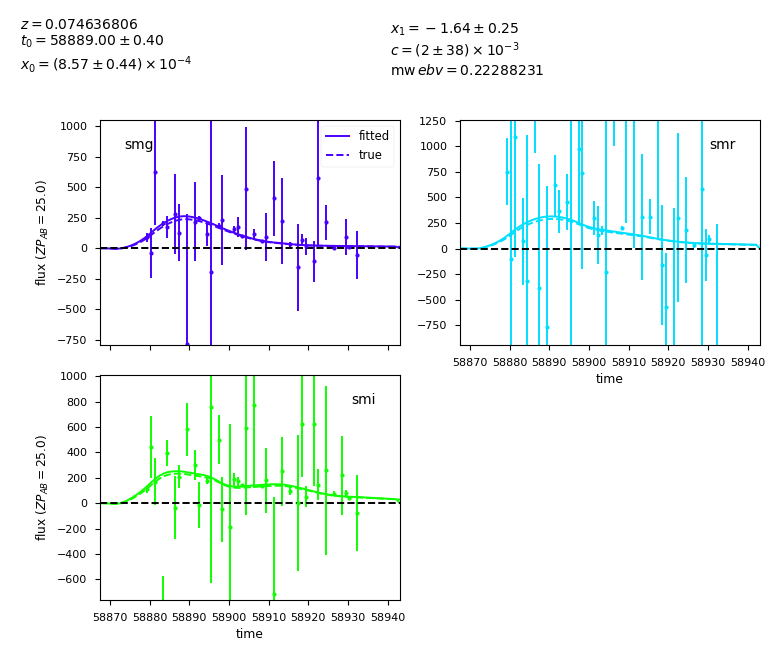 z = 0.074636806
t₀ = 58889.00 ± 0.40
x₀ = (8.57 ± 0.44) × 10⁻⁴
x₁ = −1.64 ± 0.25
c = (2 ± 38) × 10⁻³
mw ebv = 0.22288231
smg
fitted
true
1000
750
500
250
0
−250
−500
−750
flux (ZP_AB = 25.0)
smr
1250
1000
750
500
250
0
−250
−500
−750
58870 58880 58890 58900 58910 58920 58930 58940
time
smi
1000
800
600
400
200
0
−200
−400
−600
flux (ZP_AB = 25.0)
58870 58880 58890 58900 58910 58920 58930 58940
time